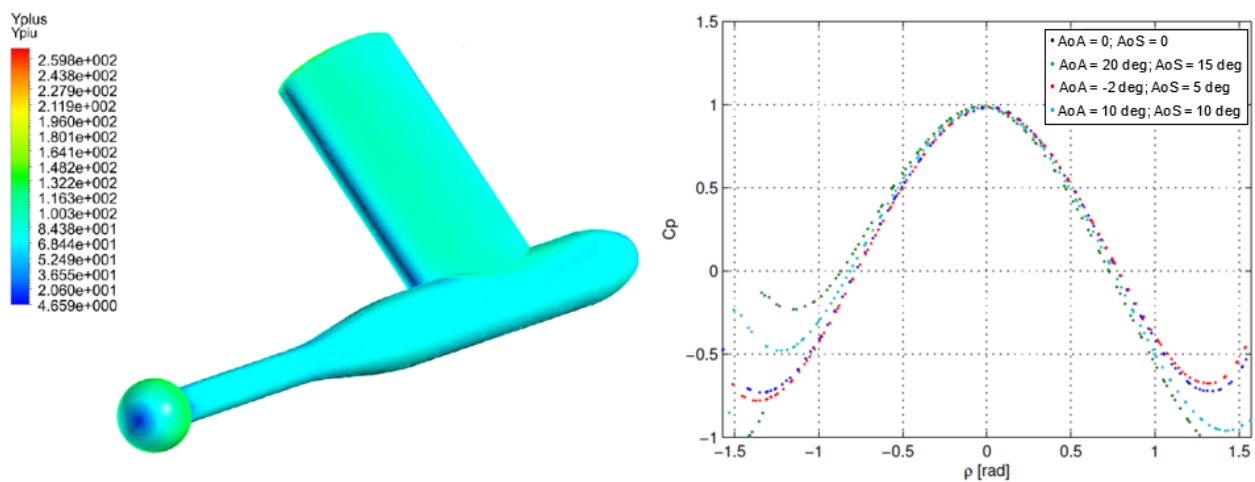 Yplus
Ypiu
2.598e+002
2.438e+002
2.279e+002
2.119e+002
1.960e+002
1.801e+002
1.641e+002
1.482e+002
1.322e+002
1.163e+002
1.003e+002
8.438e+001
6.844e+001
5.249e+001
3.655e+001
2.060e+001
4.659e+000
1.5
1
0.5
0
−0.5
−1
Cp
−1.5
−1
−0.5
0
0.5
1
1.5
ρ [rad]
AoA = 0; AoS = 0
AoA = 20 deg; AoS = 15 deg
AoA = -2 deg; AoS = 5 deg
AoA = 10 deg; AoS = 10 deg